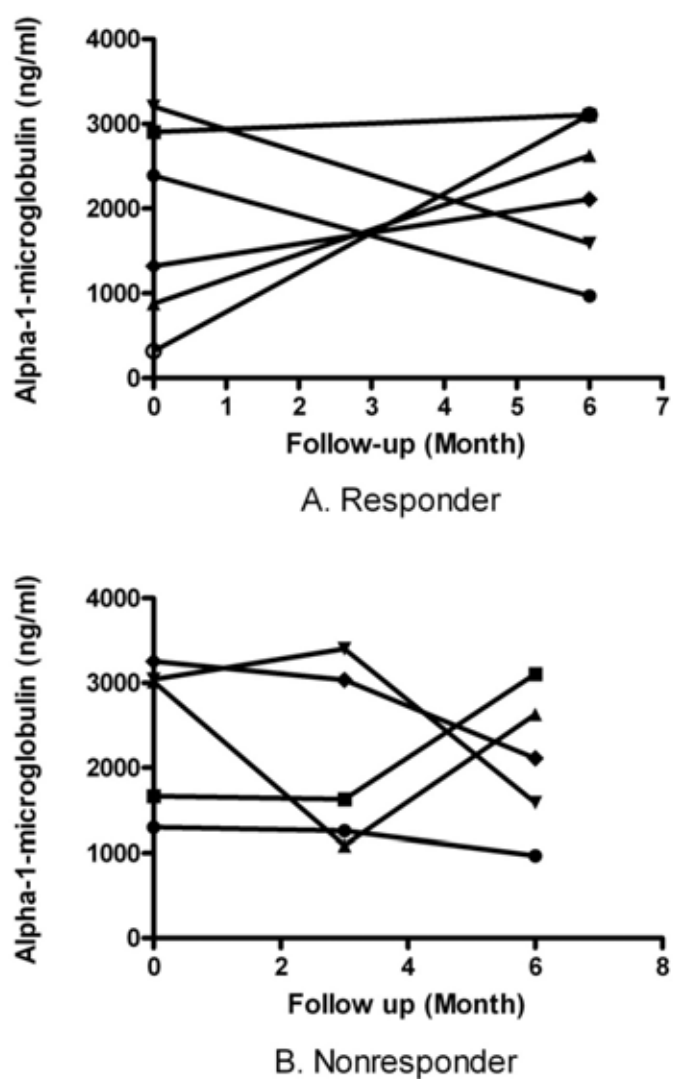 Alpha-1-microglobulin (ng/ml)
4000
3000
2000
1000
0
0 1 2 3 4 5 6 7
Follow-up (Month)
A. Responder
Alpha-1-microglobulin (ng/ml)
4000
3000
2000
1000
0
0 2 4 6 8
Follow up (Month)
B. Nonresponder